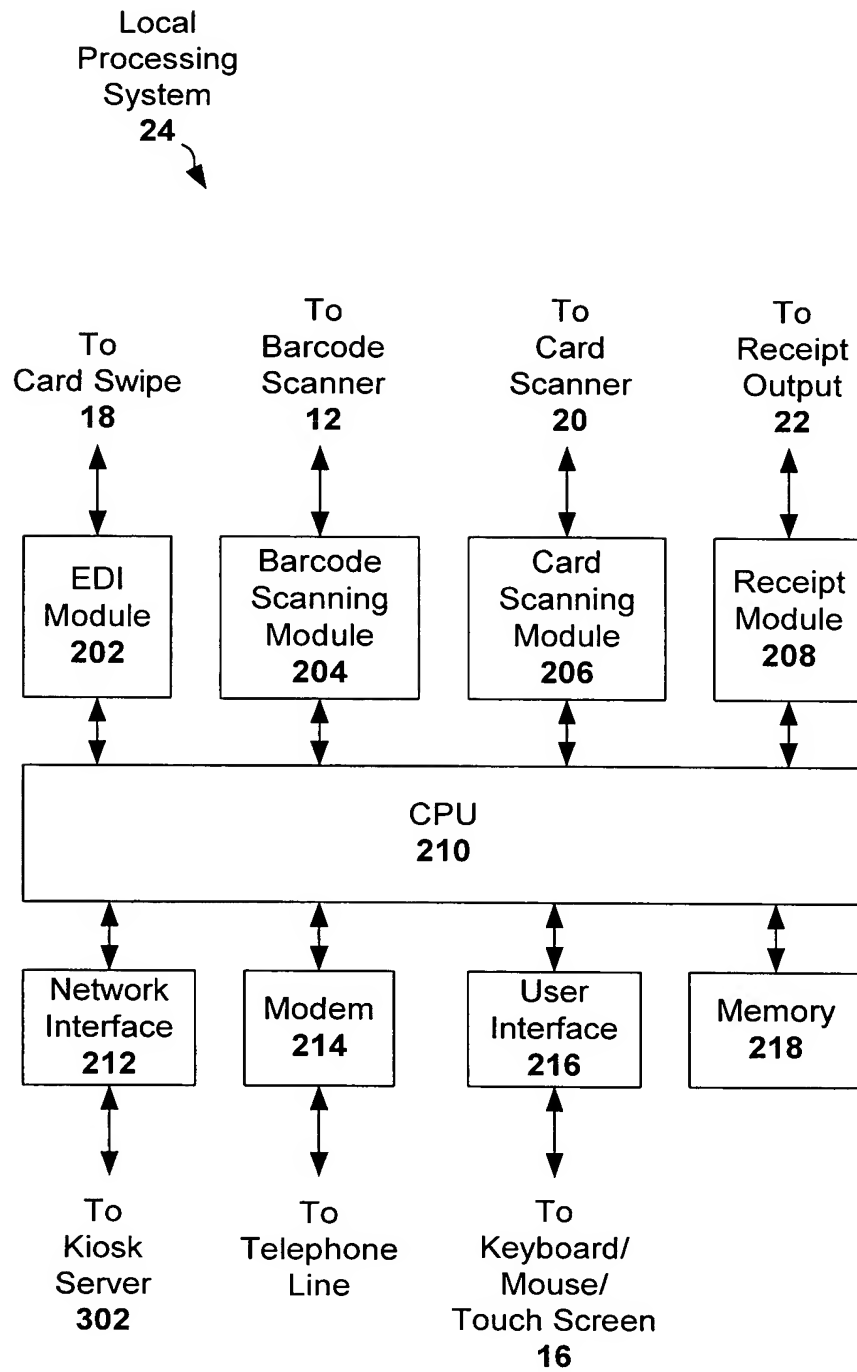 Local
Processing
System
24
To
Card Swipe
18
To
Barcode
Scanner
12
To
Card
Scanner
20
To
Receipt
Output
22
EDI
Module
202
Barcode
Scanning
Module
204
Card
Scanning
Module
206
Receipt
Module
208
CPU
210
Network
Interface
212
Modem
214
User
Interface
216
Memory
218
To
Kiosk
Server
302
To
Telephone
Line
To
Keyboard/
Mouse/
Touch Screen
16